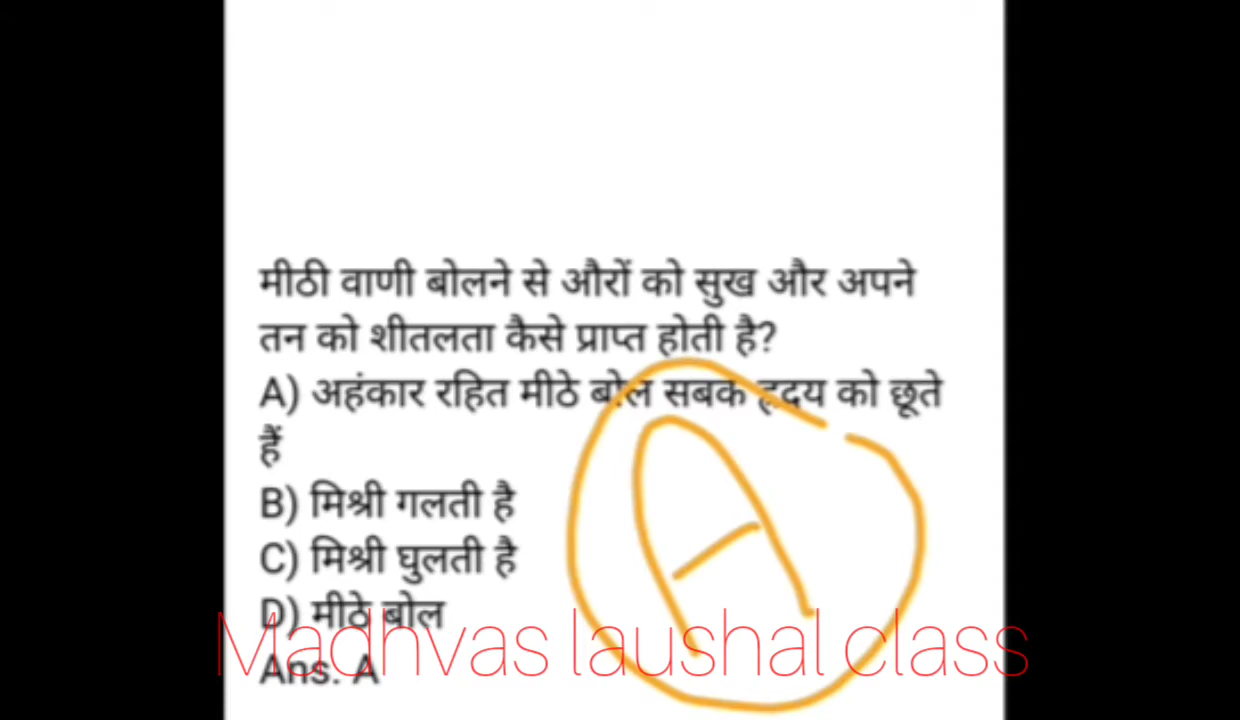 मीठी वाणी बोलने से औरों को सुख और अपने
तन को शीतलता कैसे प्राप्त होती है?
A) अहंकार रहित मीठे बोल सबक हृदय को छूते
हैं
B) मिश्री गलती है
C) मिश्री घुलती है
D) मीठे बोल
Ans. A
A
Madhvas laushal class